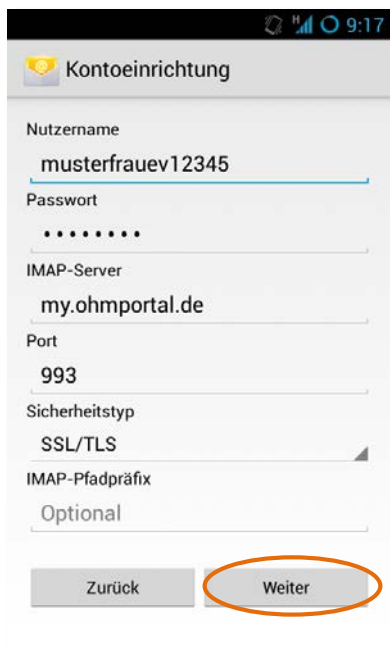 H 9:17
Kontoeinrichtung
Nutzername
musterfrauev12345
Passwort
••••••••
IMAP-Server
my.ohmportal.de
Port
993
Sicherheitstyp
SSL/TLS
IMAP-Pfadpräfix
Optional
Zurück Weiter